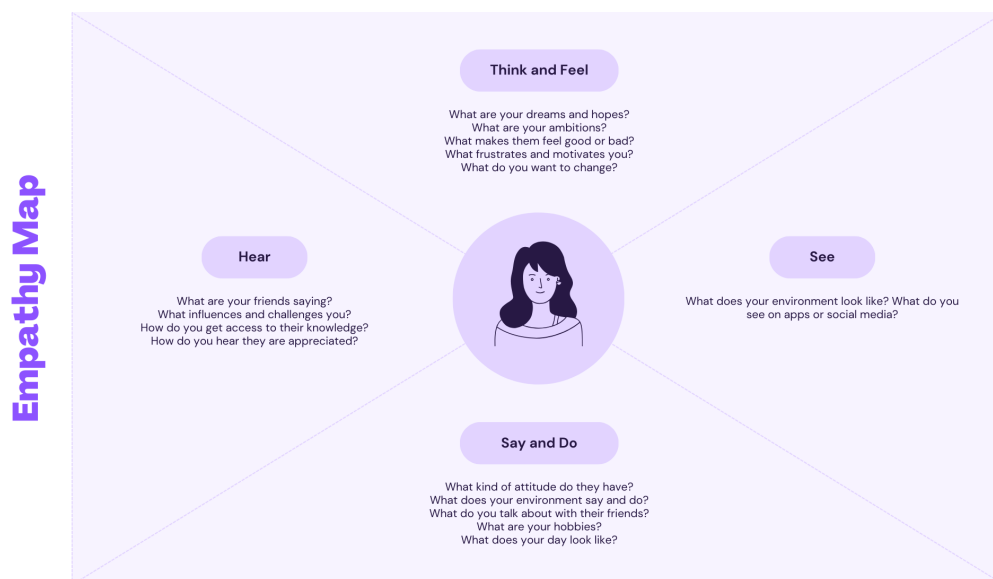 Empathy Map
Think and Feel
What are your dreams and hopes?
What are your ambitions?
What makes them feel good or bad?
What frustrates and motivates you?
What do you want to change?
Hear
What are your friends saying?
What influences and challenges you?
How do you get access to their knowledge?
How do you hear they are appreciated?
See
What does your environment look like? What do you
see on apps or social media?
Say and Do
What kind of attitude do they have?
What does your environment say and do?
What do you talk about with their friends?
What are your hobbies?
What does your day look like?